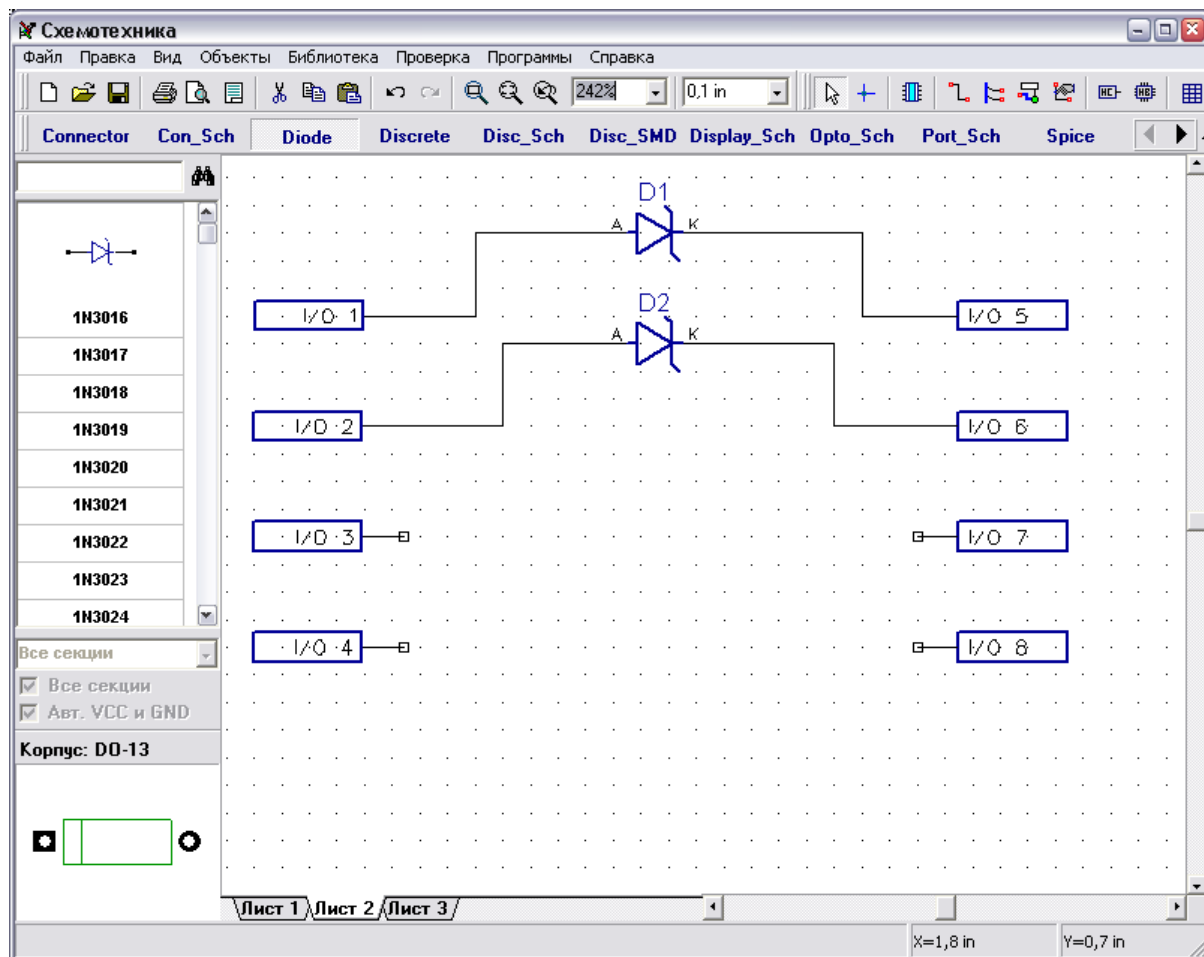 Схемотехника
Файл Правка Вид Объекты Библиотека Проверка Программы Справка
242% 0,1 in
Connector Con_Sch Diode Discrete Disc_Sch Disc_SMD Display_Sch Opto_Sch Port_Sch Spice
D1
A K
1N3016
I/O 1
D2
I/O 5
A K
1N3017
1N3018
1N3019
I/O 2
I/O 6
1N3020
1N3021
1N3022
I/O 3
I/O 7
1N3023
1N3024
Все секции
I/O 4
I/O 8
Все секции
Авт. VCC и GND
Корпус: DO-13
Лист 1 Лист 2 Лист 3
X=1,8 in Y=0,7 in